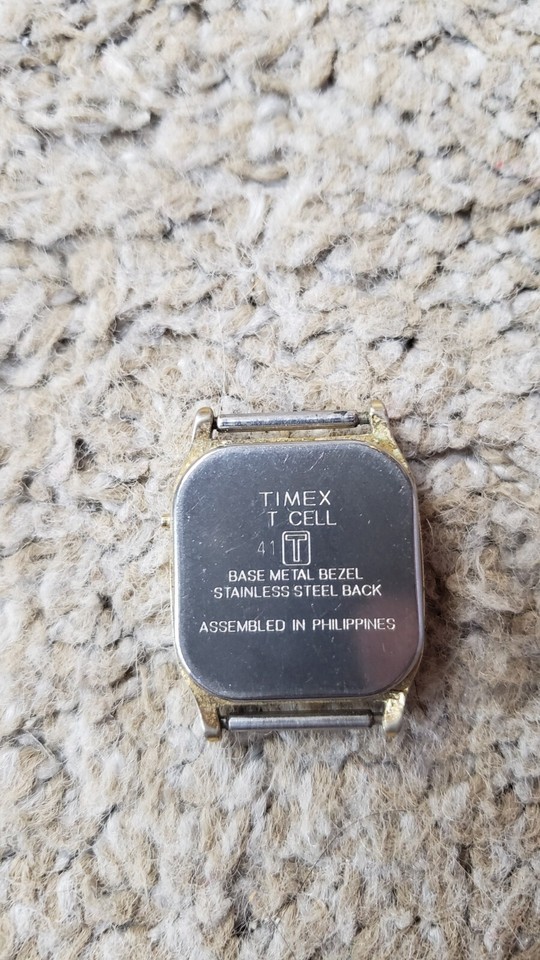 TIMEX
T CELL
41 T
BASE METAL BEZEL
STAINLESS STEEL BACK
ASSEMBLED IN PHILIPPINES